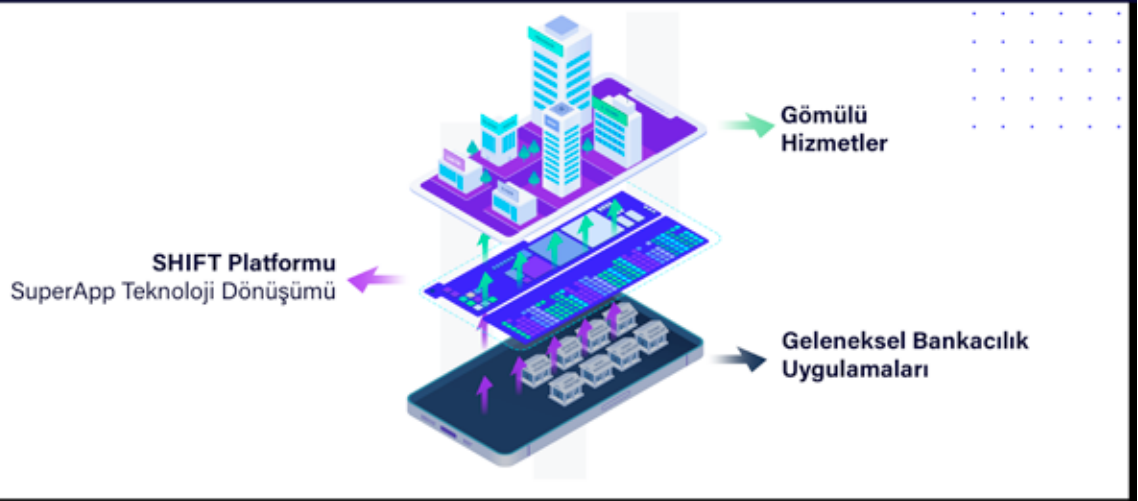 Gömülü
Hizmetler
SHIFT Platformu
SuperApp Teknoloji Dönüşümü
Geleneksel Bankacılık
Uygulamaları